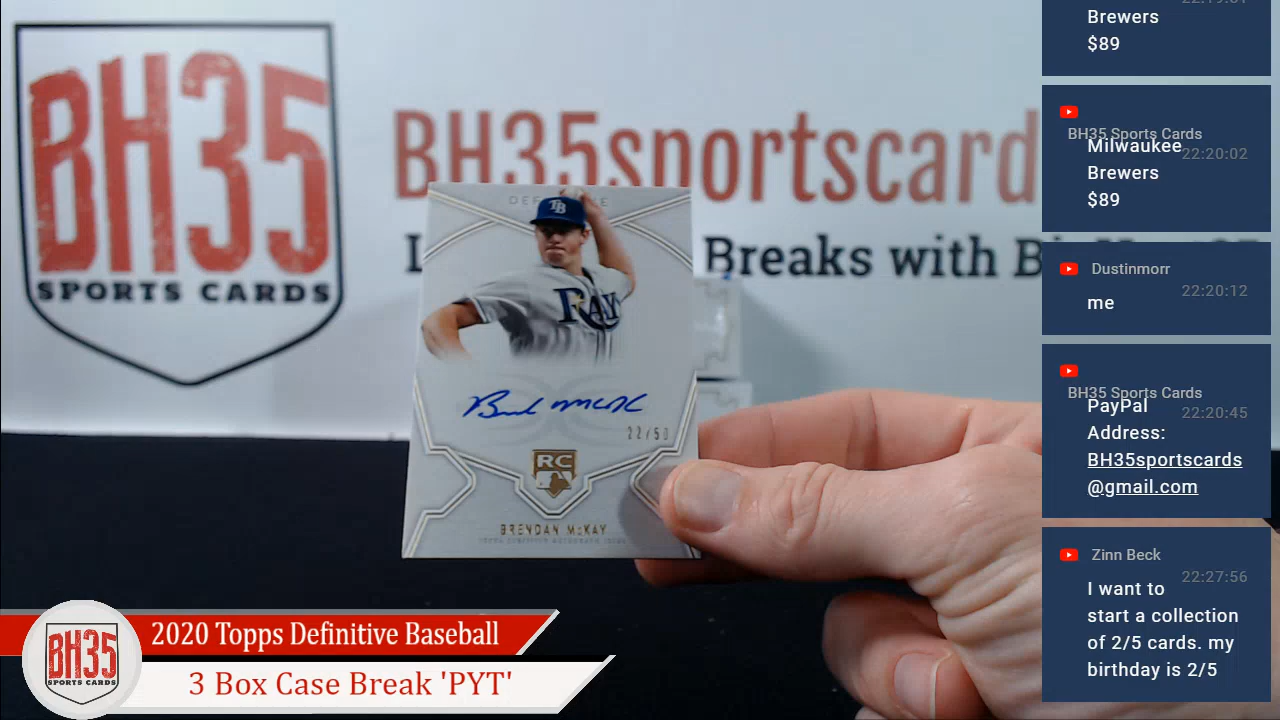 BH35
SPORTS CARDS
BH35sportscard
Breaks with B
TB
RAYS
22/50
RC
BRENDAN McKAY
BH35
SPORTS CARDS
2020 Topps Definitive Baseball
3 Box Case Break 'PYT'
Brewers
$89
BH35 Sports Cards
22:20:02
Milwaukee
Brewers
$89
Dustinmorr
22:20:12
me
BH35 Sports Cards
22:20:45
PayPal
Address:
BH35sportscards
@gmail.com
Zinn Beck
22:27:56
I want to
start a collection
of 2/5 cards. my
birthday is 2/5